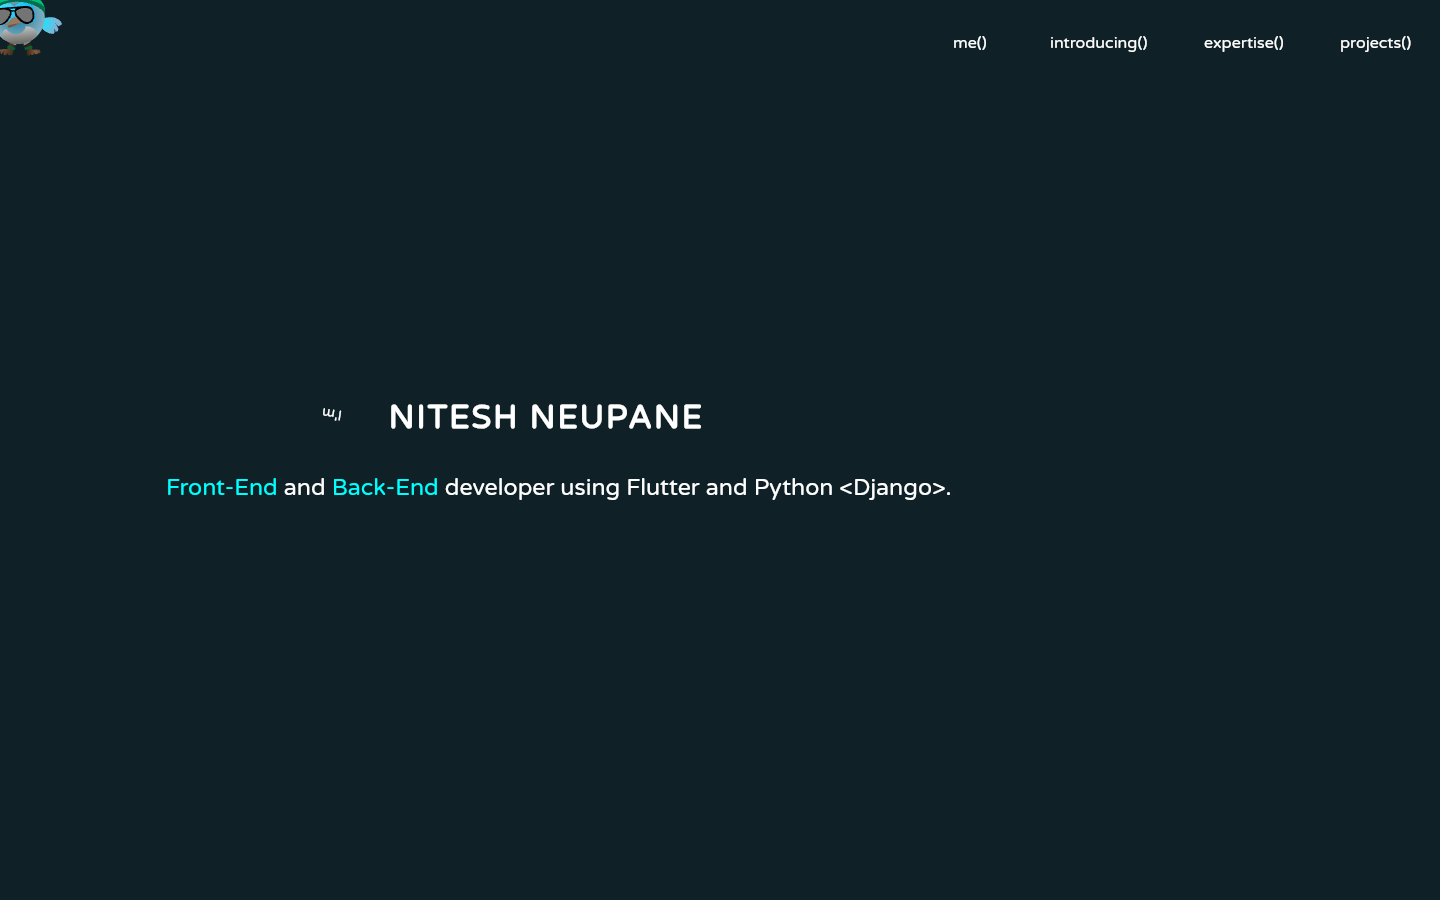 me()
introducing()
expertise()
projects()
I'm NITESH NEUPANE
Front-End and Back-End developer using Flutter and Python <Django>.